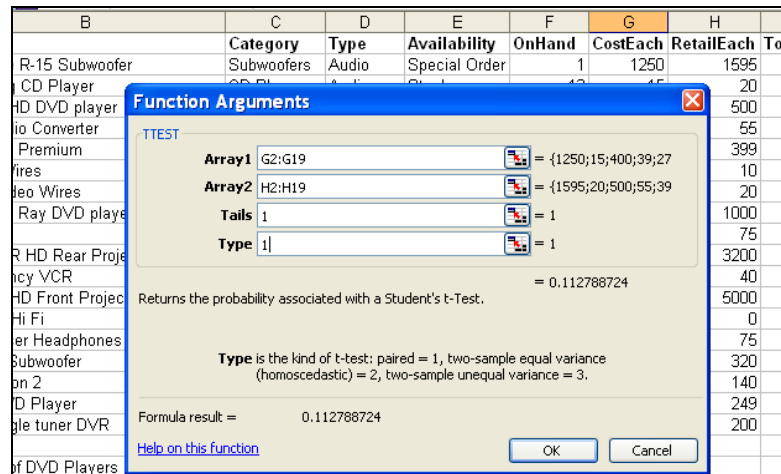 B C D E F G H
Category Type Availability OnHand CostEach RetailEach To
R-15 Subwoofer Subwoofers Audio Special Order 1 1250 1595
CD Player 20
HD DVD player 500
io Converter 55
Premium 399
Vires 10
deo Wires 20
Ray DVD playe 1000
75
R HD Rear Proje 3200
ncy VCR 40
HD Front Projec 5000
Hi Fi 0
er Headphones 75
Subwoofer 320
on 2 140
D Player 249
gle tuner DVR 200
of DVD Players
Function Arguments
TTEST
Array1 G2:G19 = {1250;15;400;39;27
Array2 H2:H19 = {1595;20;500;55;39
Tails 1 = 1
Type 1 = 1
= 0.112788724
Returns the probability associated with a Student's t-Test.
Type is the kind of t-test: paired = 1, two-sample equal variance
(homoscedastic) = 2, two-sample unequal variance = 3.
Formula result = 0.112788724
Help on this function OK Cancel